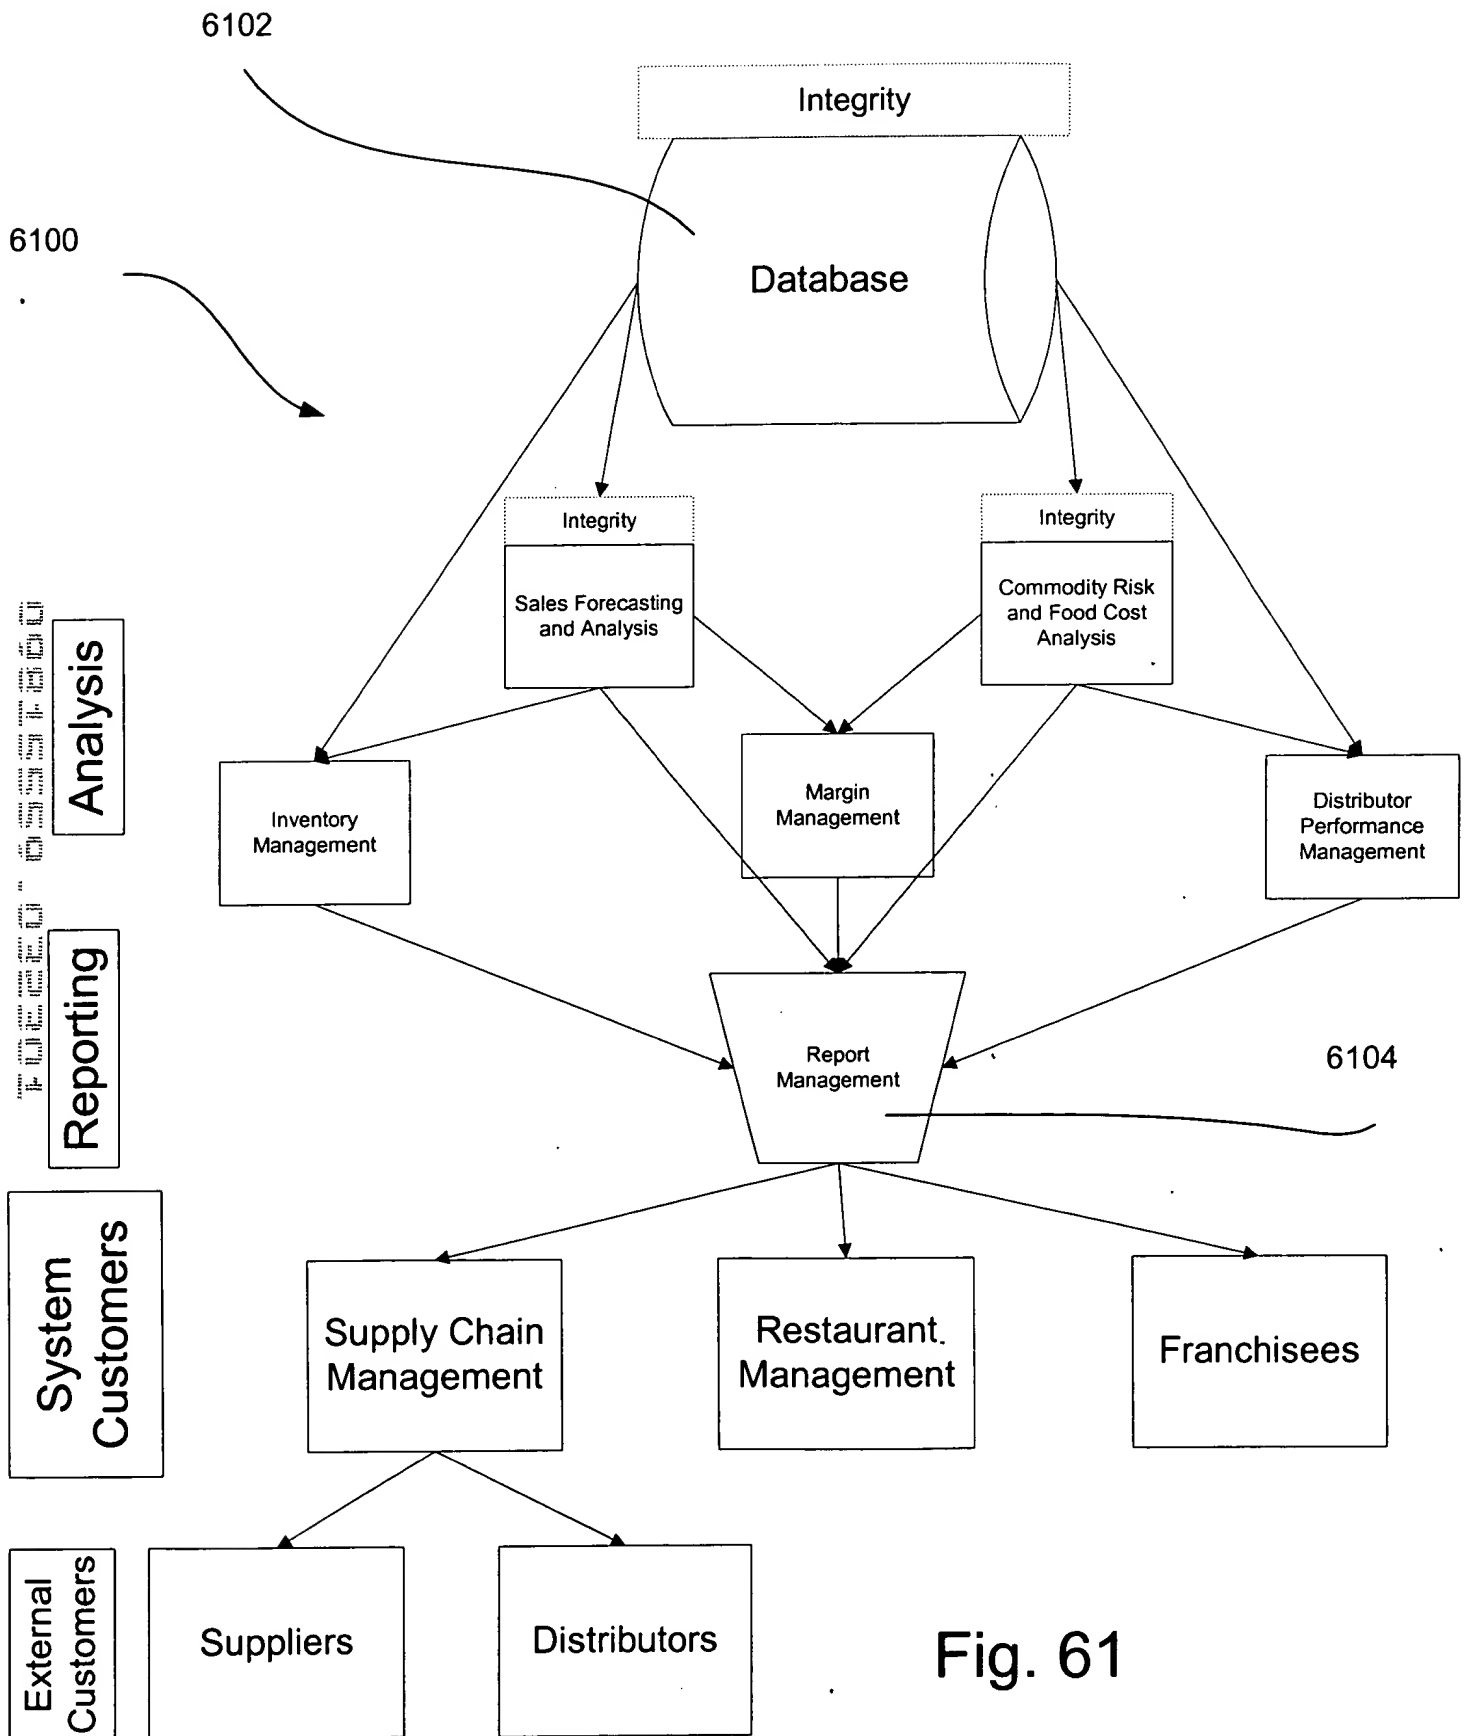 6102
Integrity
6100
Database
Integrity
Integrity
Sales Forecasting
and Analysis
Commodity Risk
and Food Cost
Analysis
Analysis
Inventory
Management
Margin
Management
Distributor
Performance
Management
Reporting
Report
Management
6104
System
Customers
Supply Chain
Management
Restaurant.
Management
Franchisees
External
Customers
Suppliers
Distributors
Fig. 61